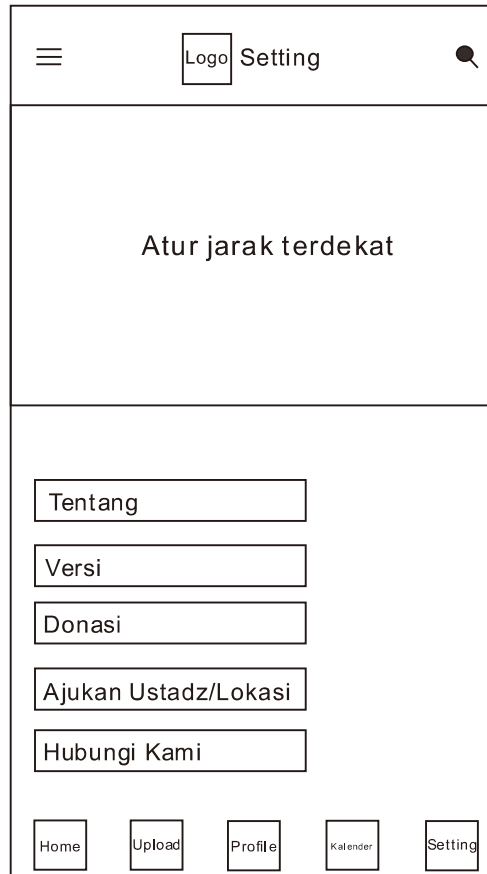 Logo Setting
Atur jarak terdekat
Tentang
Versi
Donasi
Ajukan Ustadz/Lokasi
Hubungi Kami
Home Upload Profile Kalender Setting